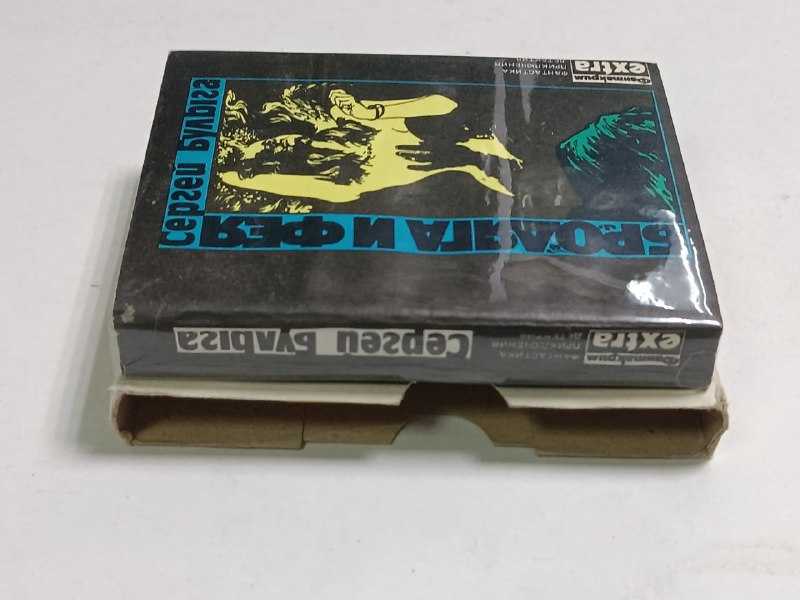 Фантакрим
extra
ФАНТАСТИКА
ПРИКЛЮЧЕНИЯ
ДЕТЕКТИВ
Сергей Булыга
БРОДЯГА И ФЕЯ
Фантакрим
extra
ФАНТАСТИКА
ПРИКЛЮЧЕНИЯ
ДЕТЕКТИВ
Сергей Булыга